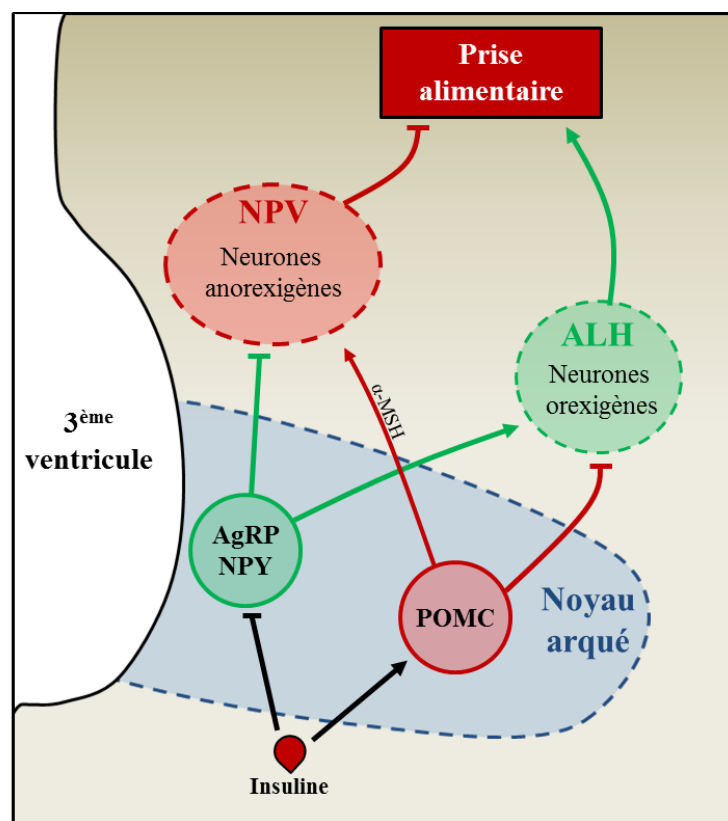 Prise
alimentaire
NPV
Neurones
anorexigènes
ALH
Neurones
orexigènes
α-MSH
3ème
ventricule
AgRP
NPY
POMC
Noyau
arqué
Insuline